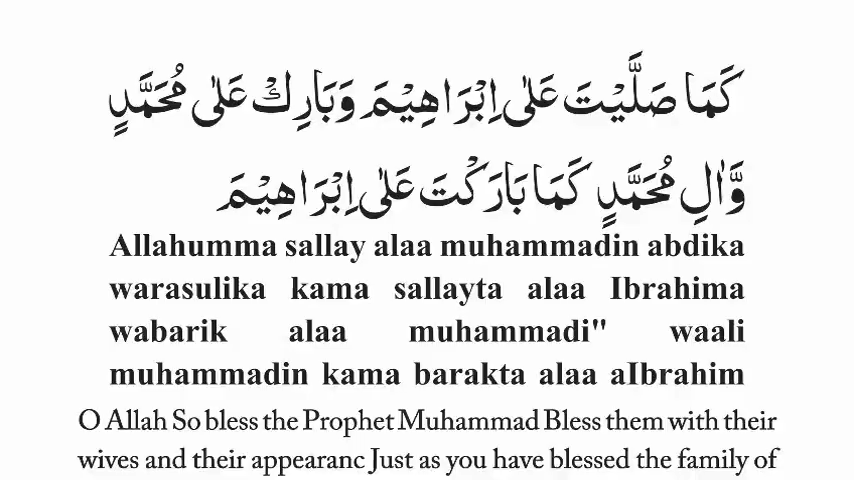 كَمَا صَلَّيْتَ عَلٰى اِبْرَاهِيْمَ وَبَارِكْ عَلٰى مُحَمَّدٍ
وَّاٰلِ مُحَمَّدٍ كَمَا بَارَكْتَ عَلٰى اِبْرَاهِيْمَ
Allahumma sallay alaa muhammadin abdika
warasulika kama sallayta alaa Ibrahima
wabarik alaa muhammadi" waali
muhammadin kama barakta alaa aIbrahim
O Allah So bless the Prophet Muhammad Bless them with their
wives and their appearanc Just as you have blessed the family of